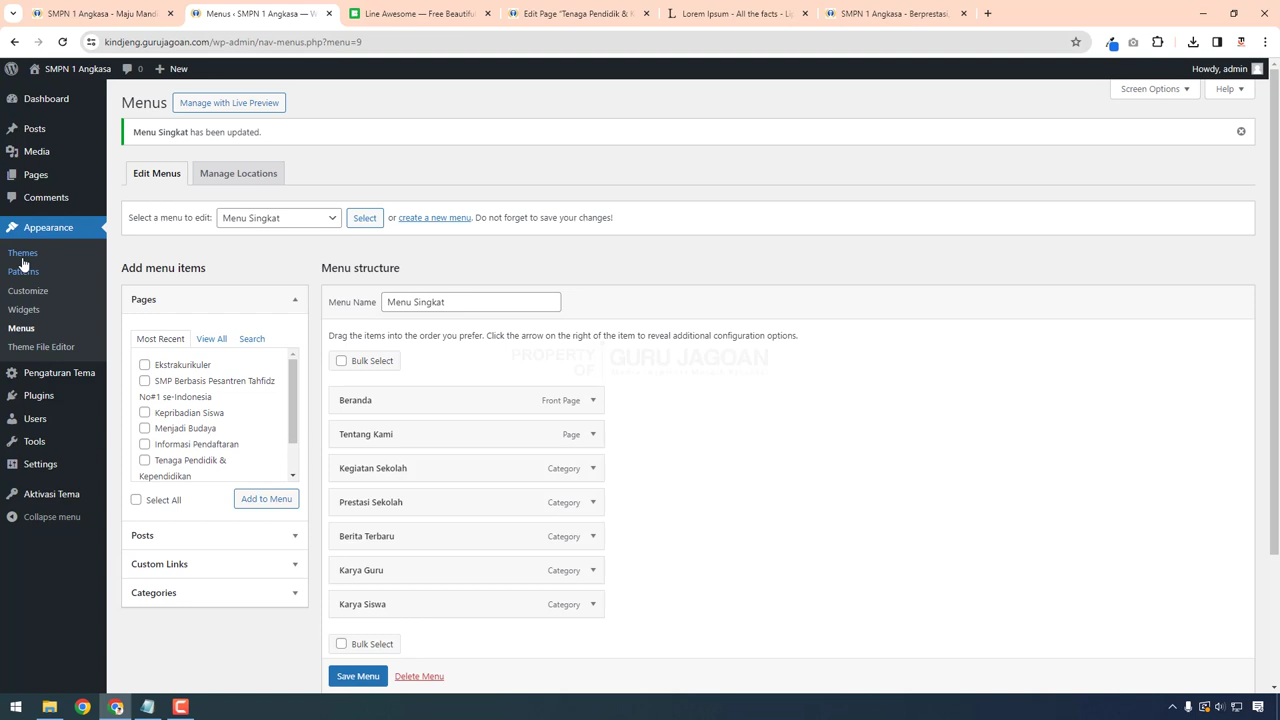 SMPN 1 Angkasa - Maju Mand
Menus ‹ SMPN 1 Angkasa — W
Line Awesome — Free Beautiful
Edit Page "Tenaga Pendidik & K
Lorem Ipsum - All the facts - Lip
SMPN 1 Angkasa - Berprestasi,
kindjeng.gurujagoan.com/wp-admin/nav-menus.php?menu=9
SMPN 1 Angkasa
0
New
Howdy, admin
Dashboard
Posts
Media
Pages
Comments
Appearance
Themes
Patterns
Customize
Widgets
Menus
Theme File Editor
Pengaturan Tema
Plugins
Users
Tools
Settings
Aktivasi Tema
Collapse menu
Menus
Manage with Live Preview
Screen Options
Help
Menu Singkat has been updated.
Edit Menus
Manage Locations
Select a menu to edit:
Menu Singkat
Select
or create a new menu. Do not forget to save your changes!
Add menu items
Pages
Most Recent
View All
Search
Ekstrakurikuler
SMP Berbasis Pesantren Tahfidz
No#1 se-Indonesia
Kepribadian Siswa
Menjadi Budaya
Informasi Pendaftaran
Tenaga Pendidik &
Kependidikan
Select All
Add to Menu
Posts
Custom Links
Categories
Menu structure
Menu Name
Menu Singkat
Drag the items into the order you prefer. Click the arrow on the right of the item to reveal additional configuration options.
Bulk Select
PROPERTY
OF
GURU JAGOAN
Beranda
Front Page
Tentang Kami
Page
Kegiatan Sekolah
Category
Prestasi Sekolah
Category
Berita Terbaru
Category
Karya Guru
Category
Karya Siswa
Category
Bulk Select
Save Menu
Delete Menu